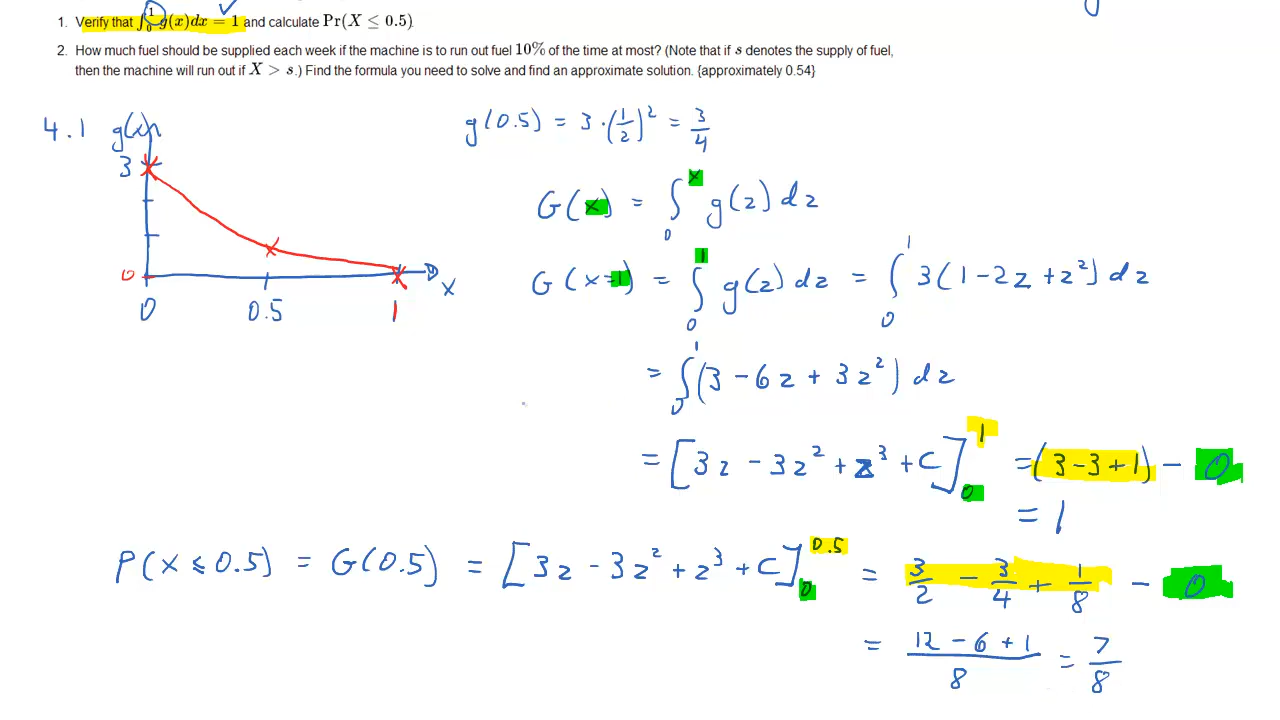 1. Verify that ∫₀¹ g(x)dx = 1 and calculate Pr(X ≤ 0.5).
2. How much fuel should be supplied each week if the machine is to run out fuel 10% of the time at most? (Note that if s denotes the supply of fuel,
then the machine will run out if X > s.) Find the formula you need to solve and find an approximate solution. {approximately 0.54}
4.1 g(x)
3
0
0 0.5 1 x
g(0.5) = 3 · (1/2)² = 3/4
G(x) = ∫₀ˣ g(z) dz
G(x=1) = ∫₀¹ g(z) dz = ∫₀¹ 3(1-2z+z²) dz
= ∫₀¹ (3 - 6z + 3z²) dz
= [3z - 3z² + z³ + C]₀¹ = (3-3+1) - 0
= 1
P(X ≤ 0.5) = G(0.5) = [3z - 3z² + z³ + C]₀^0.5 = 3/2 - 3/4 + 1/8 - 0
= (12 - 6 + 1)/8 = 7/8